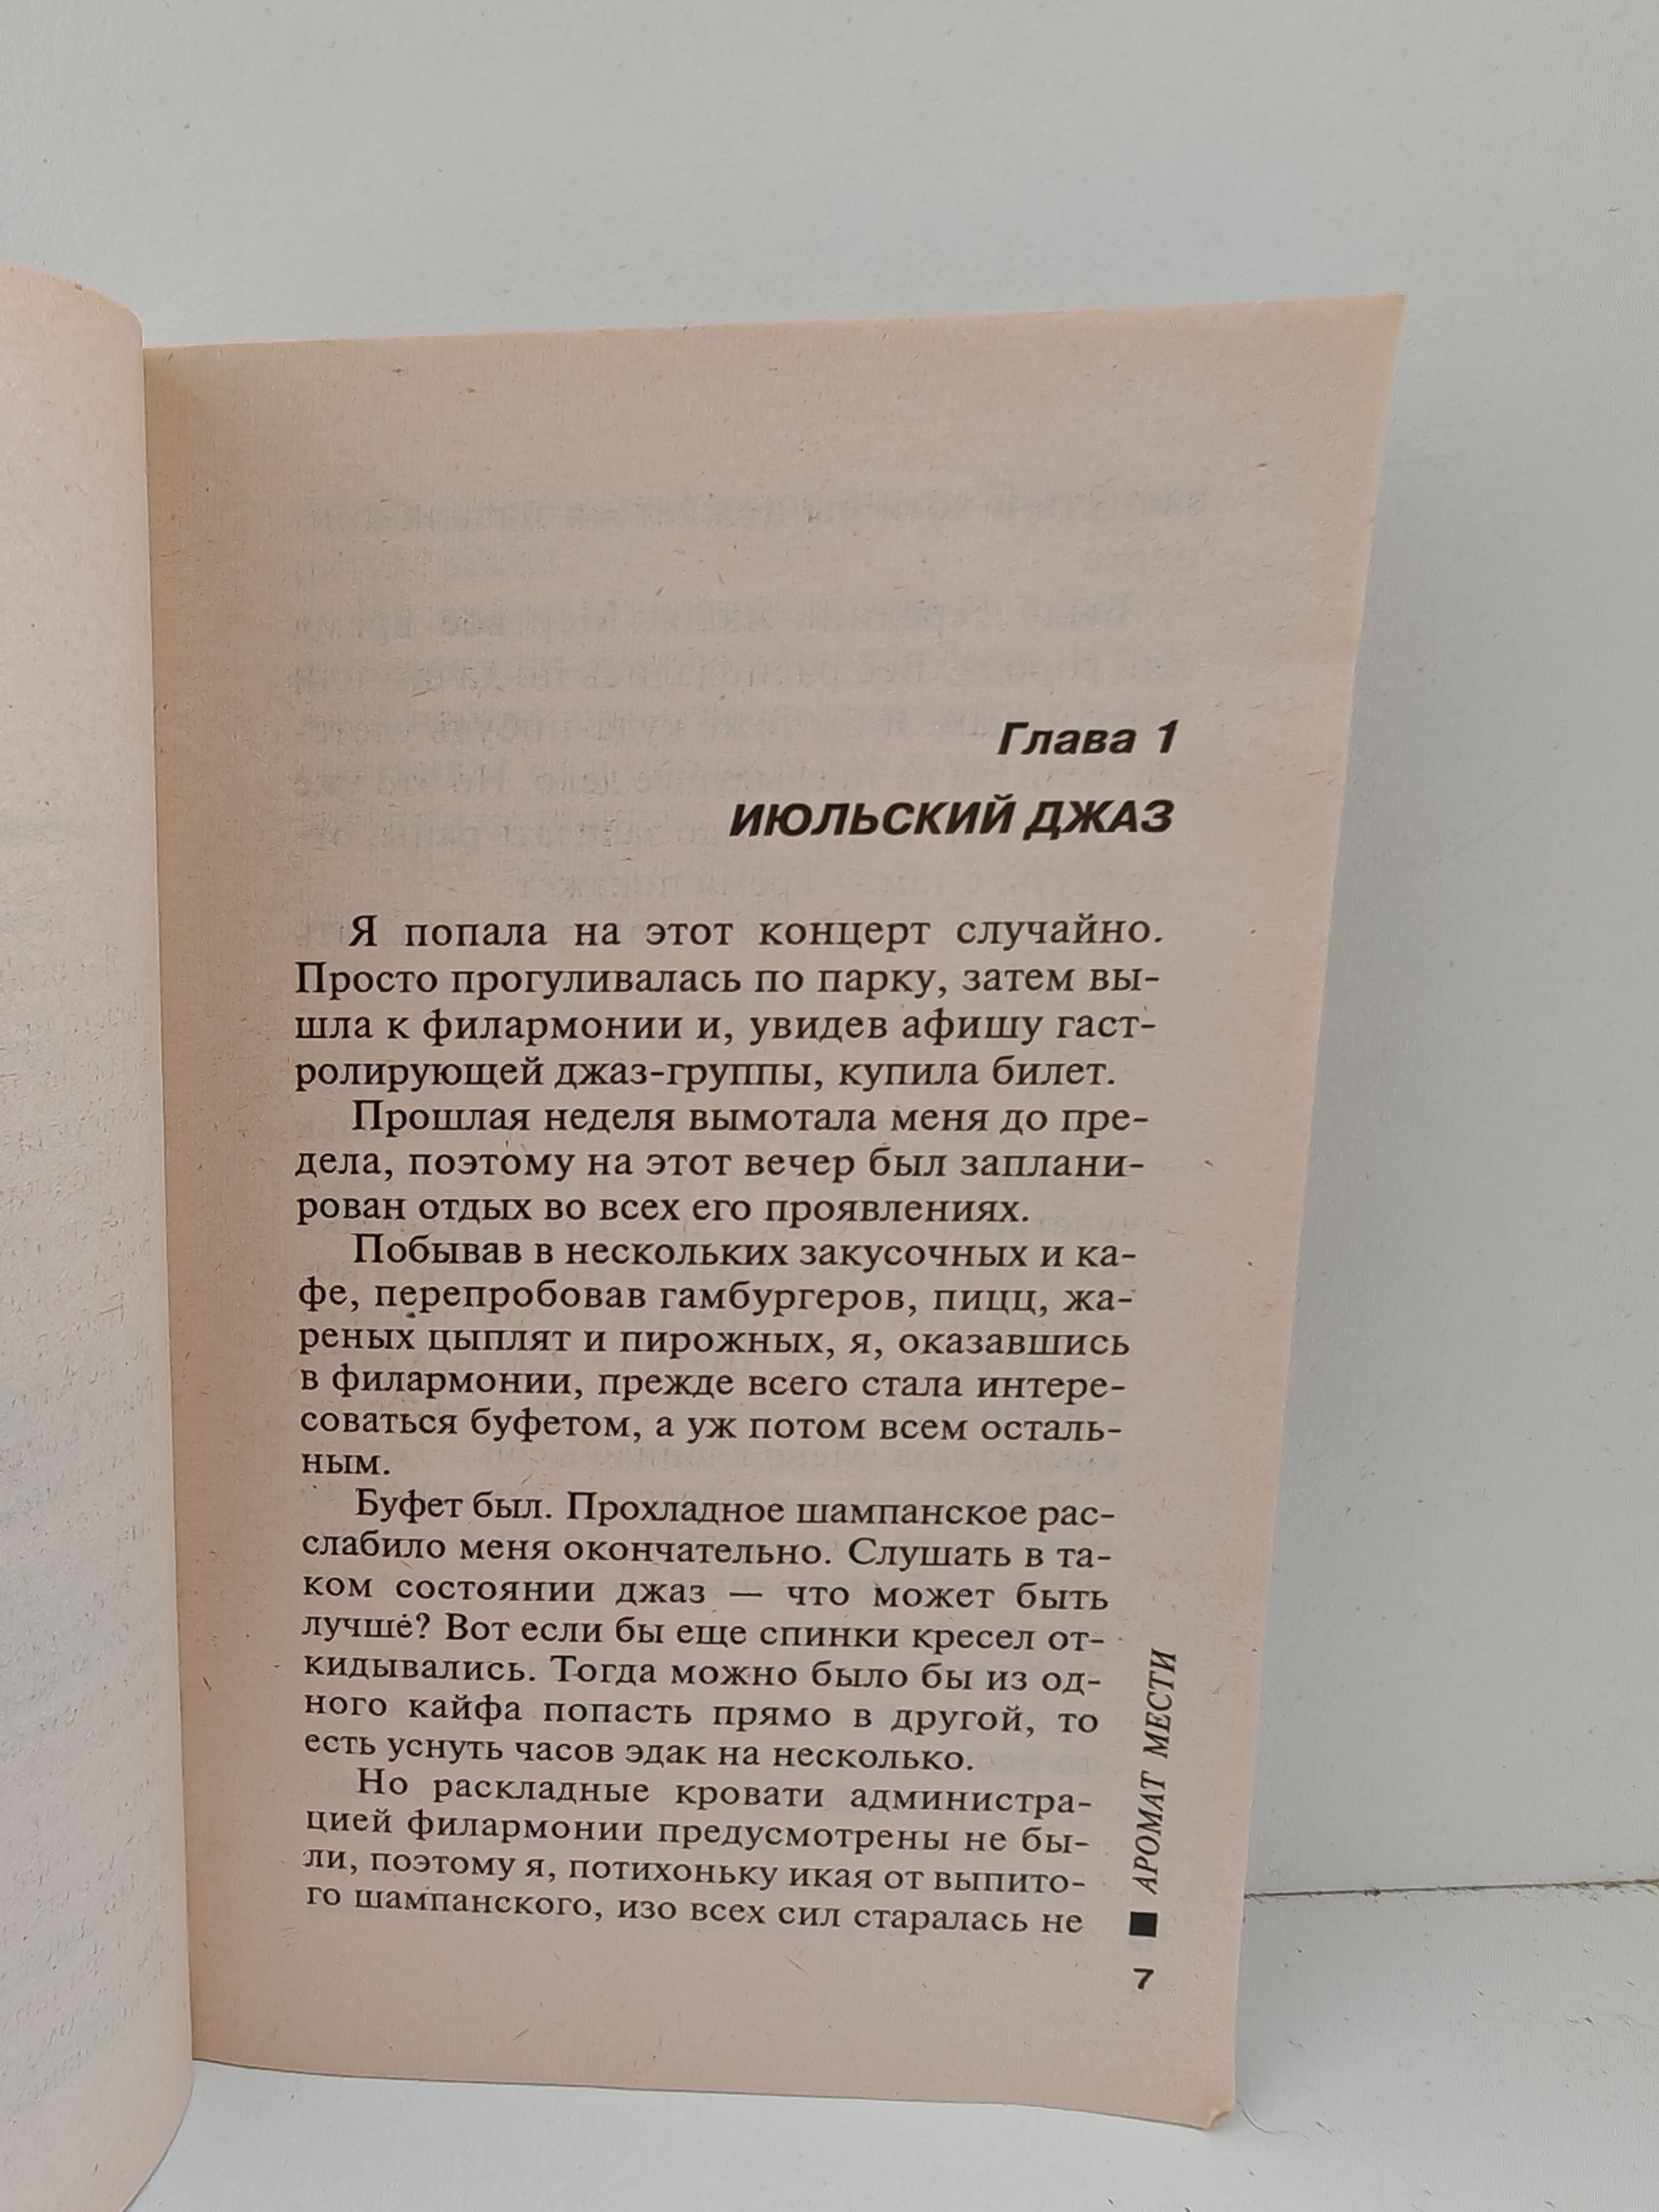 Глава 1
ИЮЛЬСКИЙ ДЖАЗ
Я попала на этот концерт случайно.
Просто прогуливалась по парку, затем вы-
шла к филармонии и, увидев афишу гаст-
ролирующей джаз-группы, купила билет.
Прошлая неделя вымотала меня до пре-
дела, поэтому на этот вечер был заплани-
рован отдых во всех его проявлениях.
Побывав в нескольких закусочных и ка-
фе, перепробовав гамбургеров, пицц, жа-
реных цыплят и пирожных, я, оказавшись
в филармонии, прежде всего стала интере-
соваться буфетом, а уж потом всем осталь-
ным.
Буфет был. Прохладное шампанское рас-
слабило меня окончательно. Слушать в та-
ком состоянии джаз — что может быть
лучше? Вот если бы еще спинки кресел от-
кидывались. Тогда можно было бы из од-
ного кайфа попасть прямо в другой, то
есть уснуть часов эдак на несколько.
Но раскладные кровати администра-
цией филармонии предусмотрены не бы-
ли, поэтому я, потихоньку икая от выпито-
го шампанского, изо всех сил старалась не
АРОМАТ МЕСТИ
7